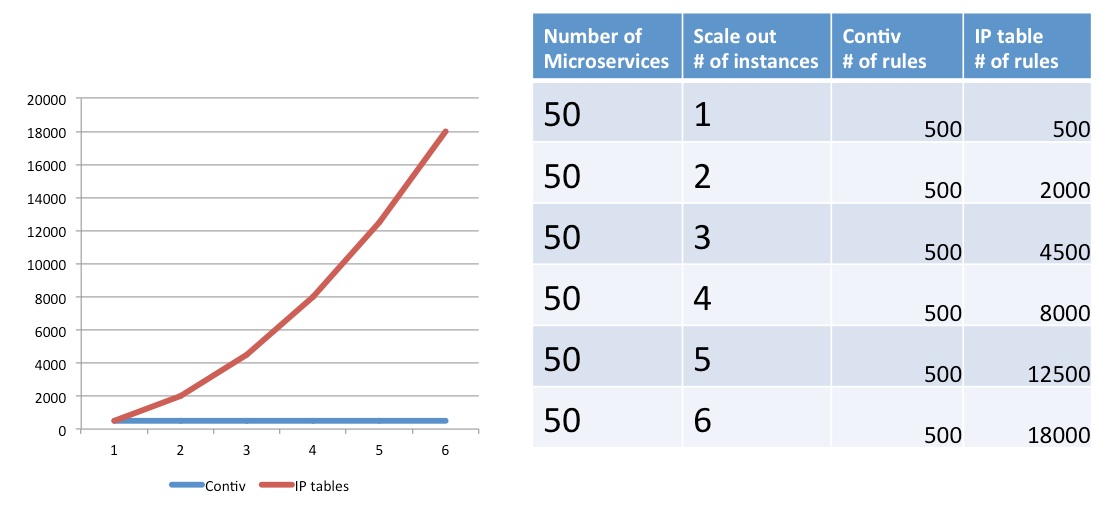 20000
18000
16000
14000
12000
10000
8000
6000
4000
2000
0
1 2 3 4 5 6
Contiv IP tables
Number of Microservices Scale out # of instances Contiv # of rules IP table # of rules
50 1 500 500
50 2 500 2000
50 3 500 4500
50 4 500 8000
50 5 500 12500
50 6 500 18000